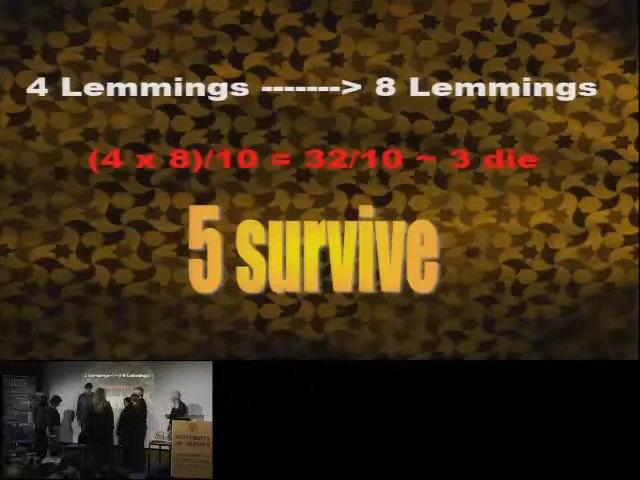 4 Lemmings -------> 8 Lemmings
(4 x 8)/10 = 32/10 ~ 3 die
5 survive